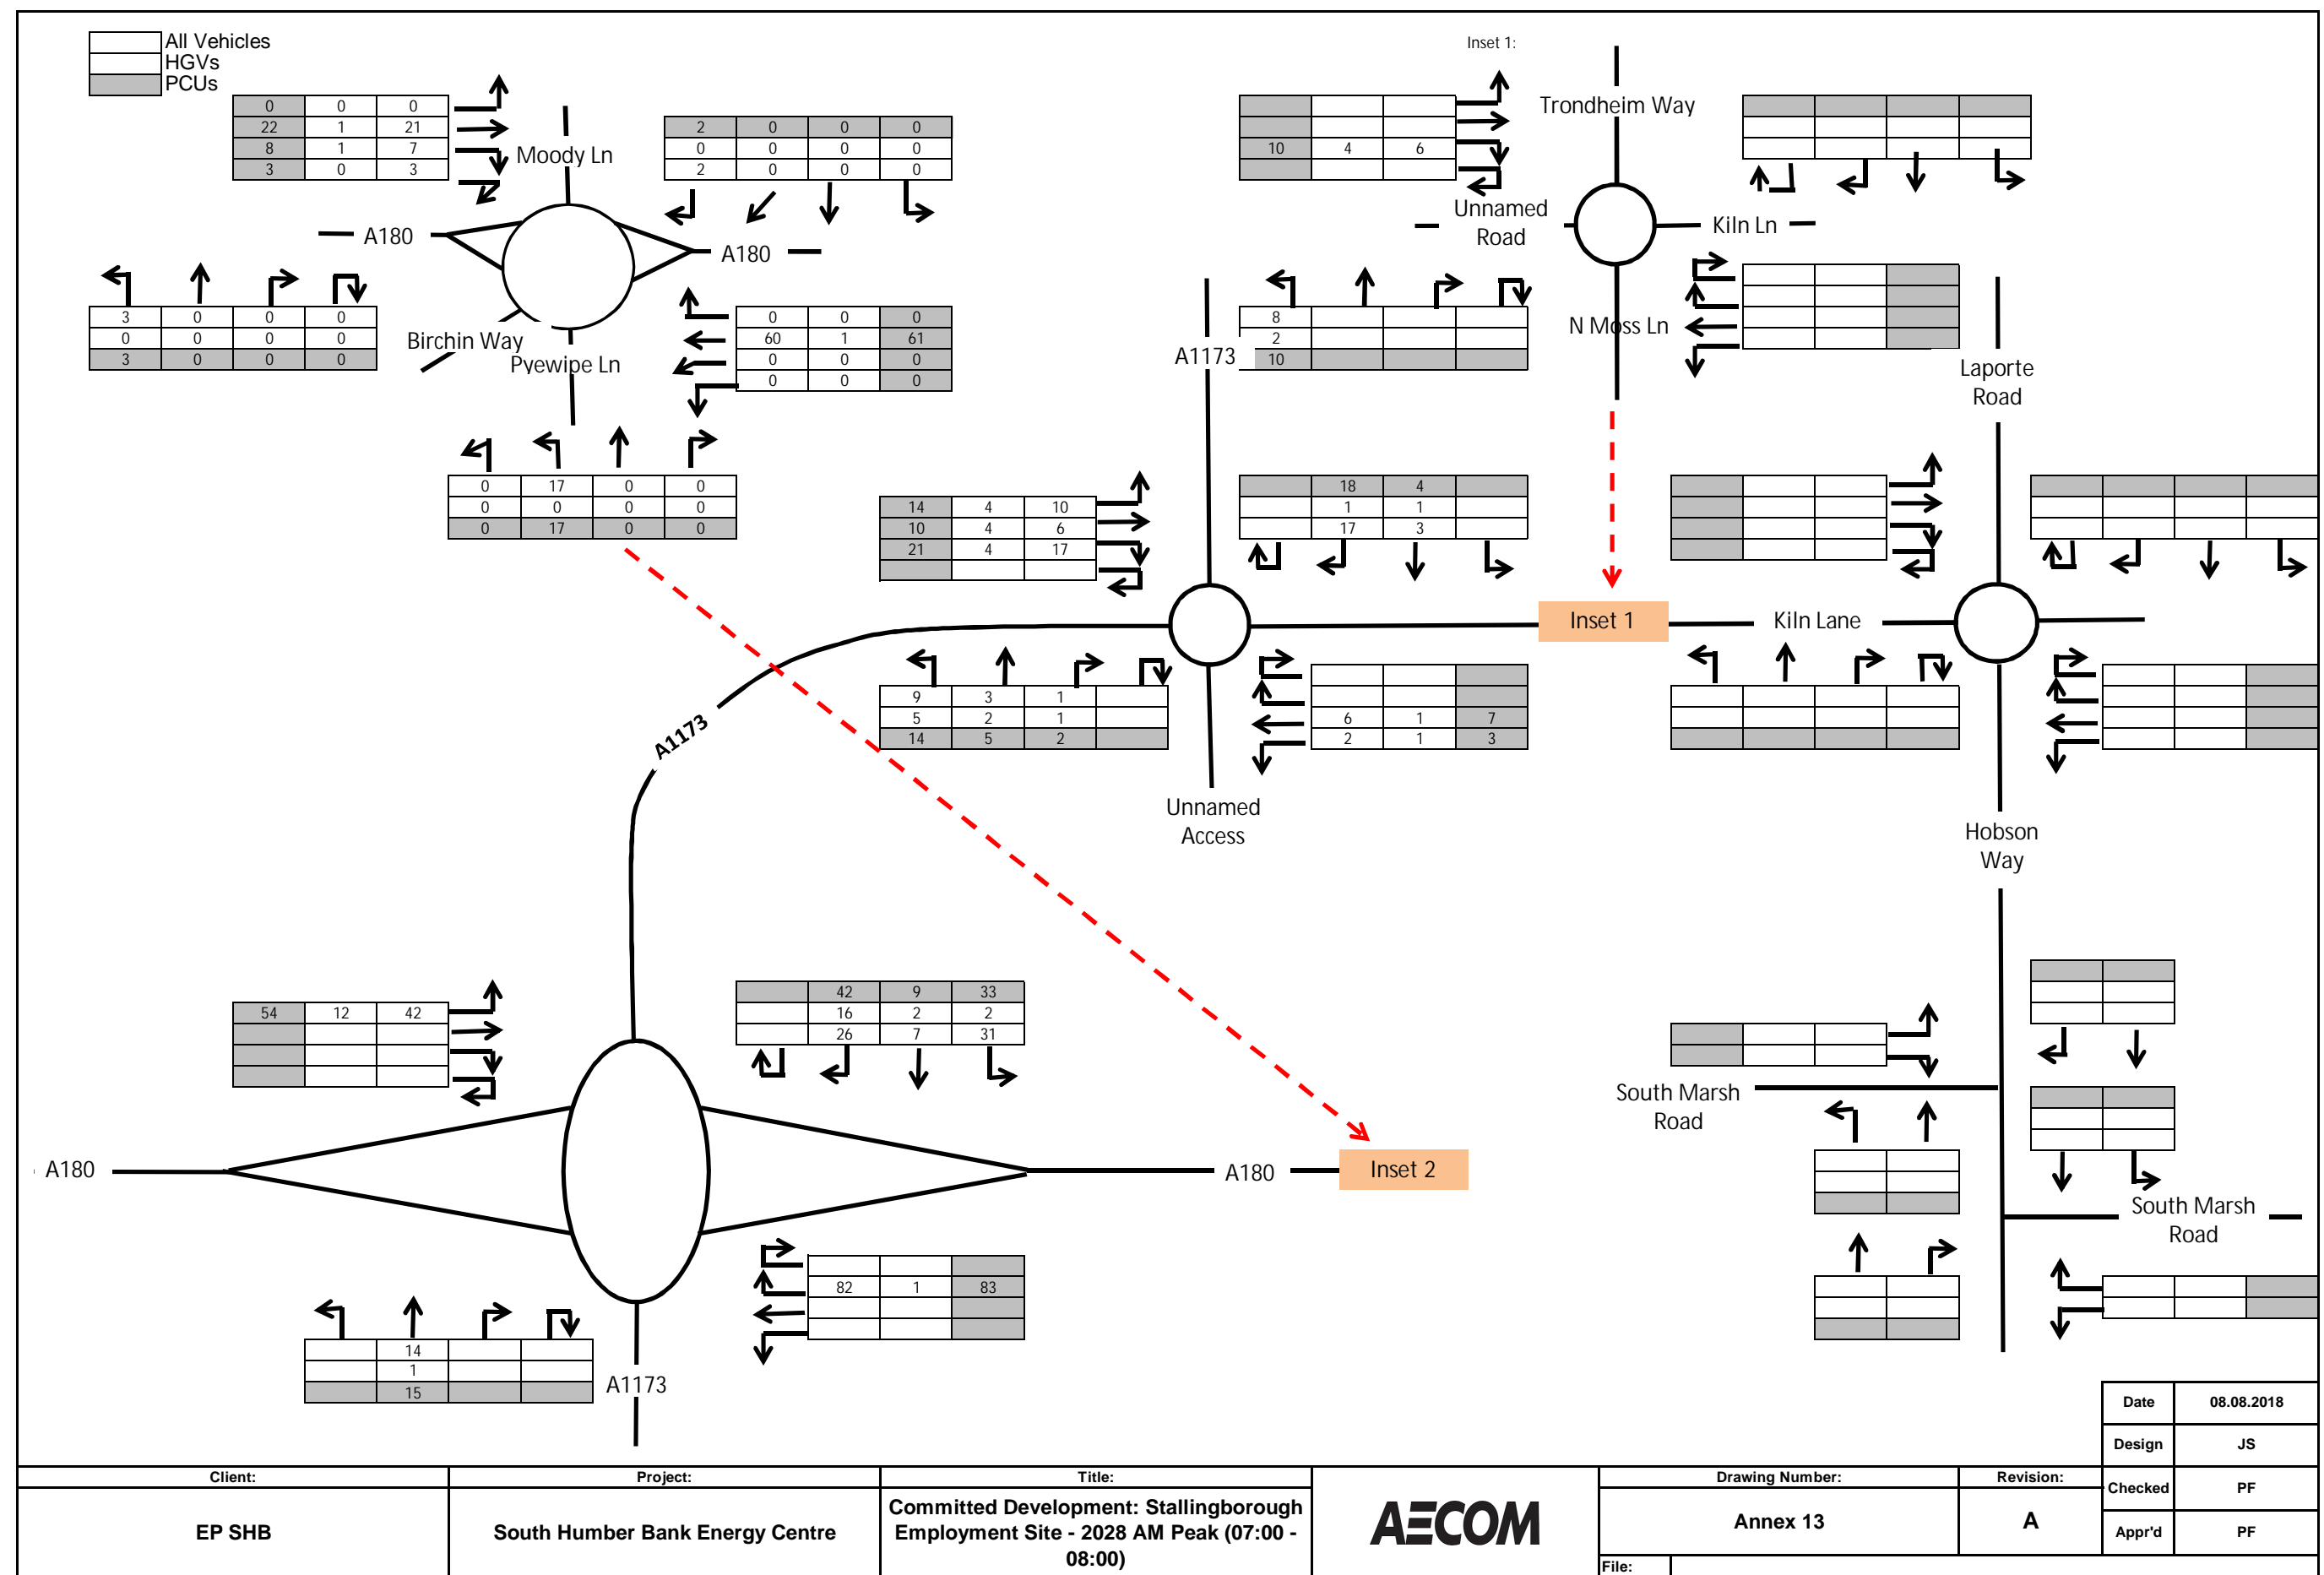 All Vehicles
HGVs
PCUs
0 0 0
22 1 21
8 1 7
3 0 3
Moody Ln
2 0 0 0
0 0 0 0
2 0 0 0
A180
A180
3 0 0 0
0 0 0 0
3 0 0 0
Birchin Way
Pyewipe Ln
0 0 0
60 1 61
0 0 0
0 0 0
0 17 0 0
0 0 0 0
0 17 0 0
Inset 1:
Trondheim Way
10 4 6
Unnamed
Road
Kiln Ln
8
2
10
N Moss Ln
A1173
Laporte
Road
14 4 10
10 4 6
21 4 17
18 4
1 1
17 3
Inset 1
Kiln Lane
9 3 1
5 2 1
14 5 2
6 1 7
2 1 3
A1173
Unnamed
Access
Hobson
Way
54 12 42
42 9 33
16 2 2
26 7 31
South Marsh
Road
A180
A180
Inset 2
South Marsh
Road
82 1 83
14
1
15
A1173
Date 08.08.2018
Design JS
Checked PF
Appr'd PF
Client:
EP SHB
Project:
South Humber Bank Energy Centre
Title:
Committed Development: Stallingborough
Employment Site - 2028 AM Peak (07:00 -
08:00)
AECOM
Drawing Number:
Annex 13
Revision:
A
File: